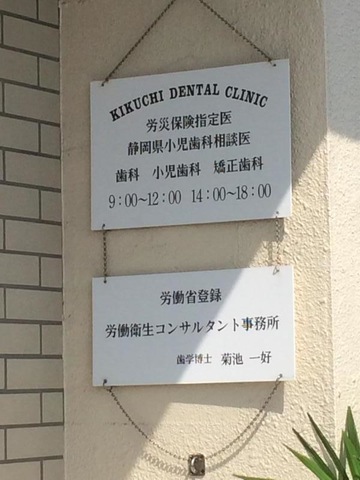 KIKUCHI DENTAL CLINIC
労災保険指定医
静岡県小児歯科相談医
歯科 小児歯科 矯正歯科
9:00〜12:00 14:00〜18:00
労働省登録
労働衛生コンサルタント事務所
歯学博士 菊池 一好